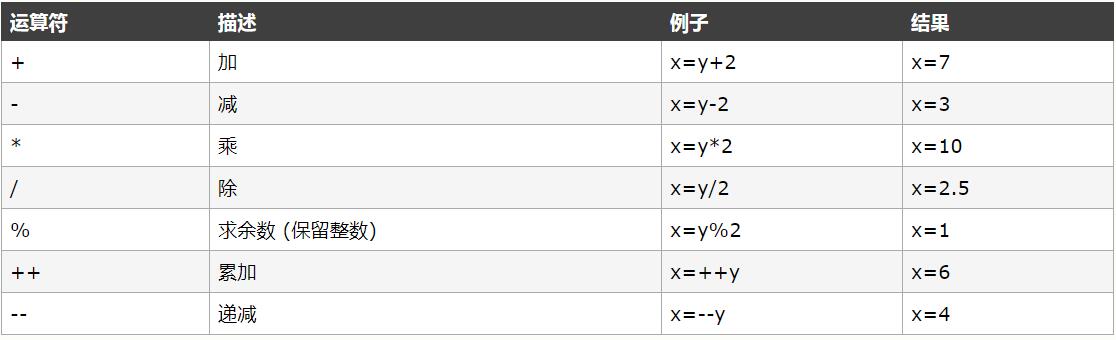 运算符 描述 例子 结果
+ 加 x=y+2 x=7
- 减 x=y-2 x=3
* 乘 x=y*2 x=10
/ 除 x=y/2 x=2.5
% 求余数 (保留整数) x=y%2 x=1
++ 累加 x=++y x=6
-- 递减 x=--y x=4